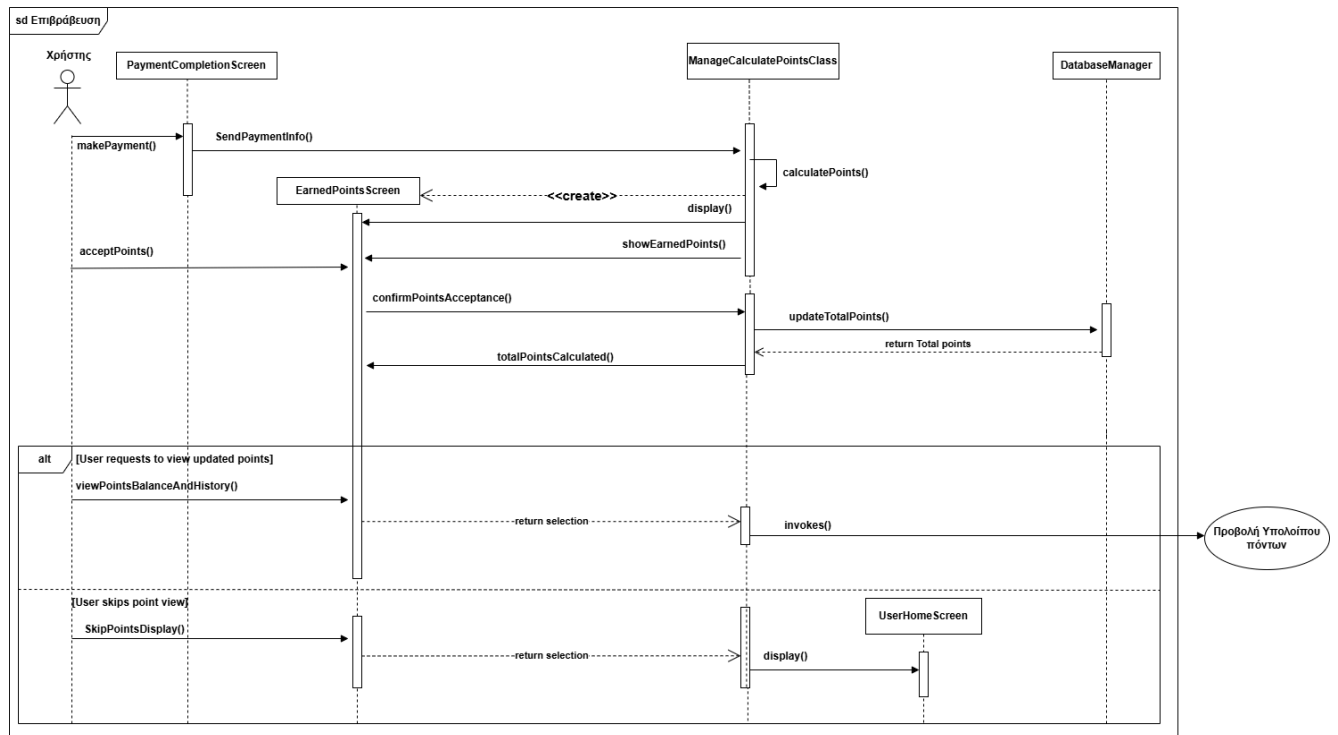 sd Επιβράβευση
Χρήστης
PaymentCompletionScreen
ManageCalculatePointsClass
DatabaseManager
makePayment()
SendPaymentInfo()
calculatePoints()
EarnedPointsScreen
<<create>>
display()
showEarnedPoints()
acceptPoints()
confirmPointsAcceptance()
updateTotalPoints()
return Total points
totalPointsCalculated()
alt
[User requests to view updated points]
viewPointsBalanceAndHistory()
return selection
invokes()
Προβολή Υπολοίπου
πόντων
[User skips point view]
UserHomeScreen
SkipPointsDisplay()
return selection
display()